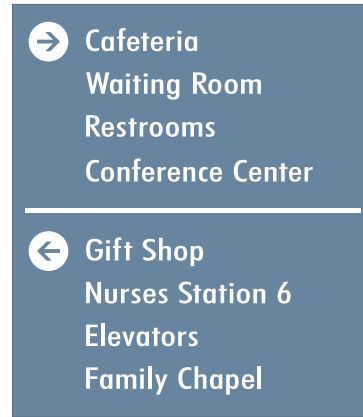 Cafeteria
Waiting Room
Restrooms
Conference Center
Gift Shop
Nurses Station 6
Elevators
Family Chapel